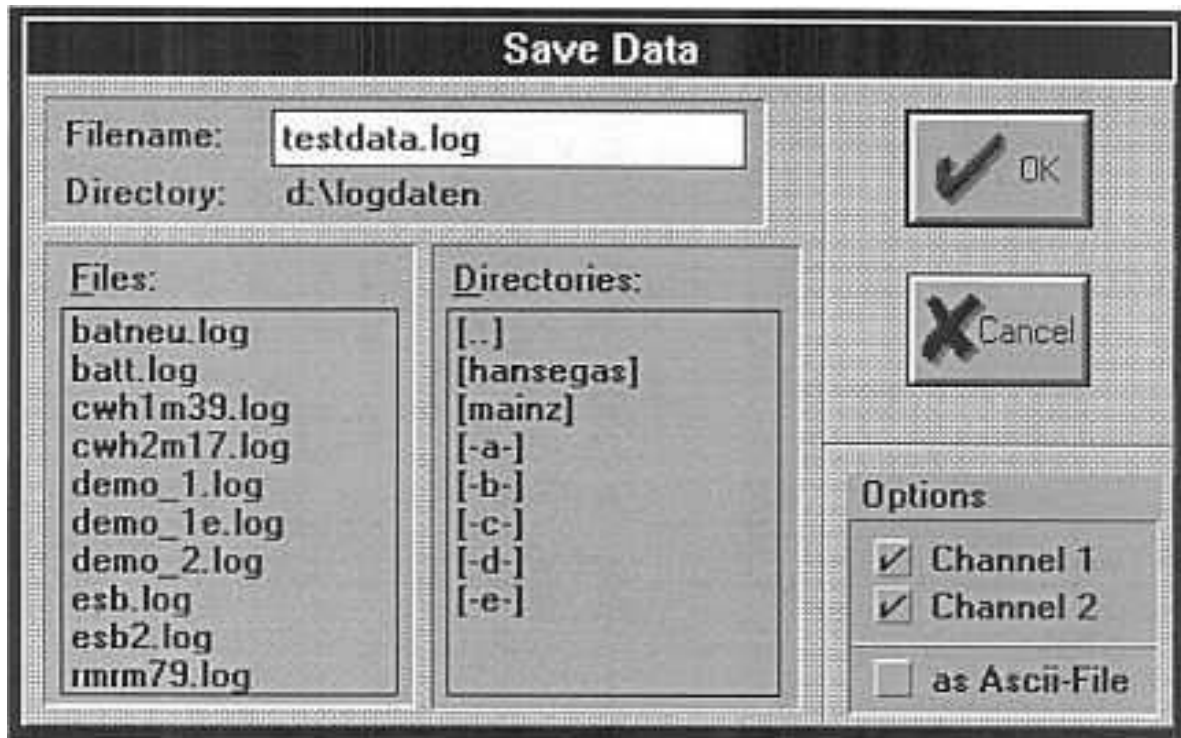 Save Data
Filename: testdata.log
Directory: d:\logdaten
OK
Cancel
Files:
batneu.log
batt.log
cwh1m39.log
cwh2m17.log
demo_1.log
demo_1e.log
demo_2.log
esb.log
esb2.log
rmrm79.log
Directories:
[..]
[hansegas]
[mainz]
[-a-]
[-b-]
[-c-]
[-d-]
[-e-]
Options
Channel 1
Channel 2
as Ascii-File